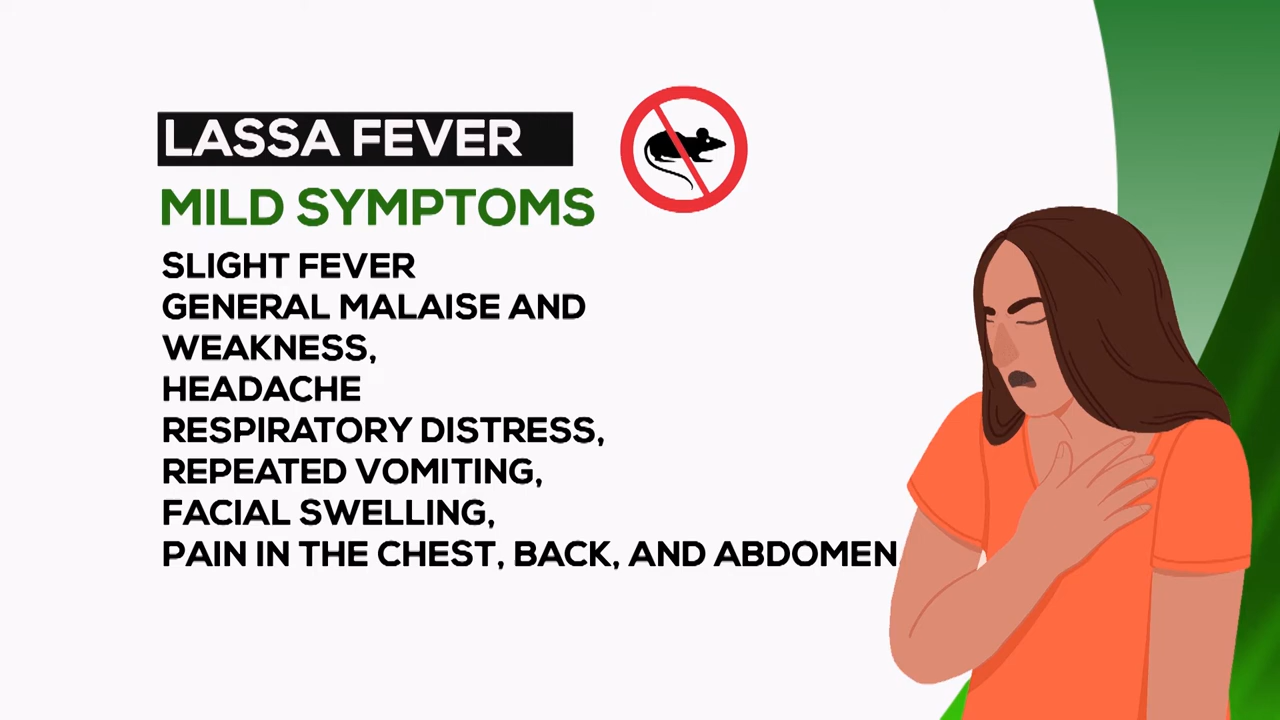 LASSA FEVER
MILD SYMPTOMS
SLIGHT FEVER
GENERAL MALAISE AND
WEAKNESS,
HEADACHE
RESPIRATORY DISTRESS,
REPEATED VOMITING,
FACIAL SWELLING,
PAIN IN THE CHEST, BACK, AND ABDOMEN